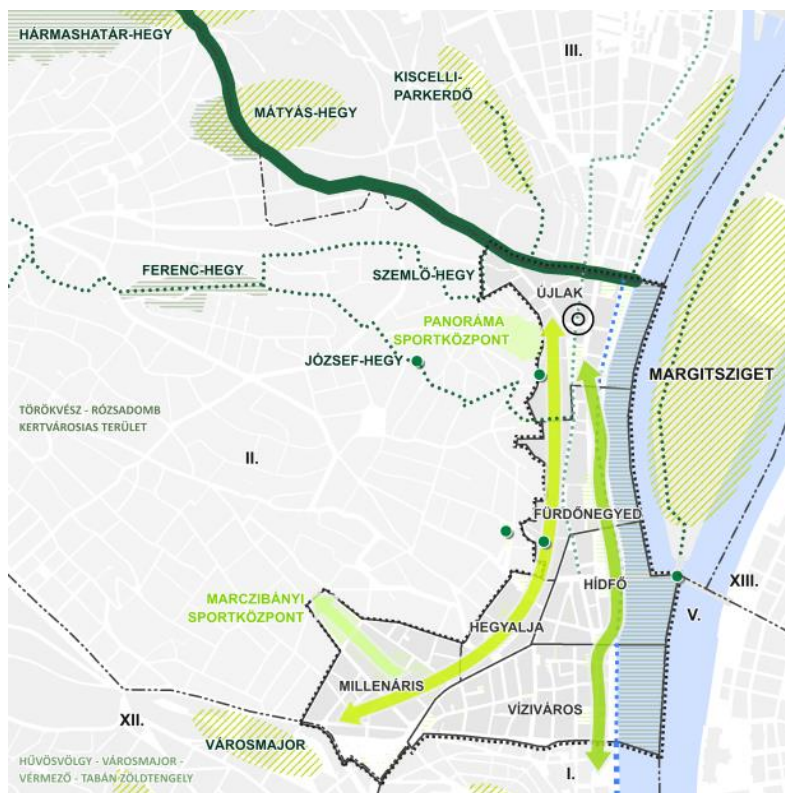 HÁRMASHATÁR-HEGY
III.
KISCELLI-
PARKERDŐ
MÁTYÁS-HEGY
FERENC-HEGY
SZEMLŐ-HEGY
ÚJLAK
PANORÁMA
SPORTKÖZPONT
JÓZSEF-HEGY
MARGITSZIGET
TÖRÖKVÉSZ - RÓZSADOMB
KERTVÁROSIAS TERÜLET
II.
FÜRDŐNEGYED
HÍDFŐ
XIII.
MARCZIBÁNYI
SPORTKÖZPONT
V.
HEGYALJA
MILLENÁRIS
VÍZIVÁROS
XII.
VÁROSMAJOR
HŰVÖSVÖLGY - VÁROSMAJOR -
VÉRMEZŐ - TABÁN ZÖLDTENGELY
I.